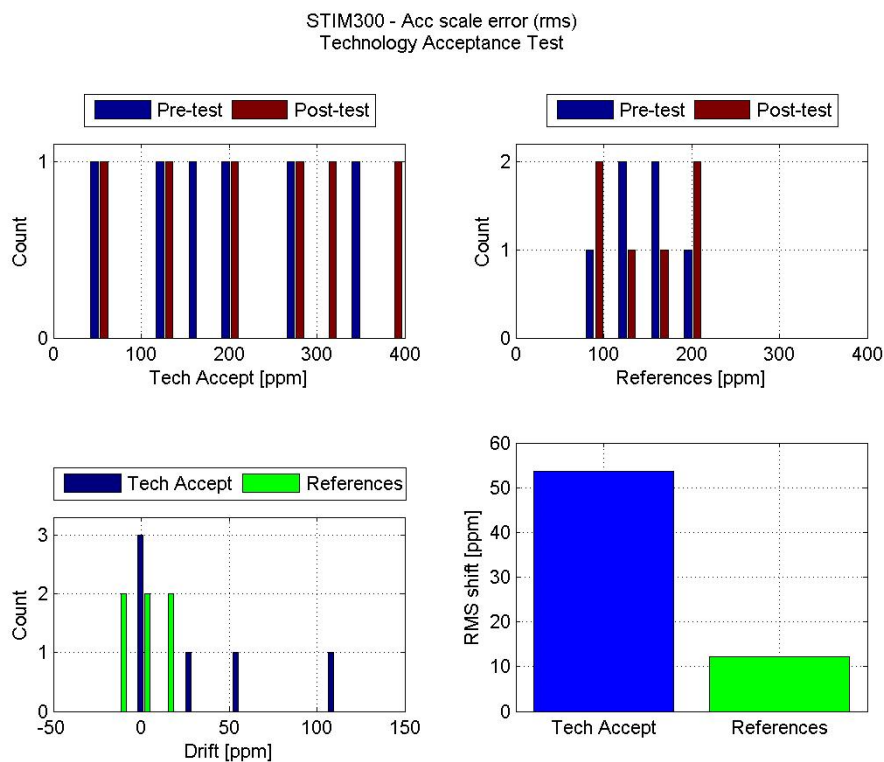 STIM300 - Acc scale error (rms)
Technology Acceptance Test
Pre-test Post-test
1
Count
0
0 100 200 300 400
Tech Accept [ppm]
Pre-test Post-test
2
1
Count
0
0 100 200 300 400
References [ppm]
Tech Accept References
3
2
Count
1
0
-50 0 50 100 150
Drift [ppm]
60
50
40
30
RMS shift [ppm]
20
10
0
Tech Accept References